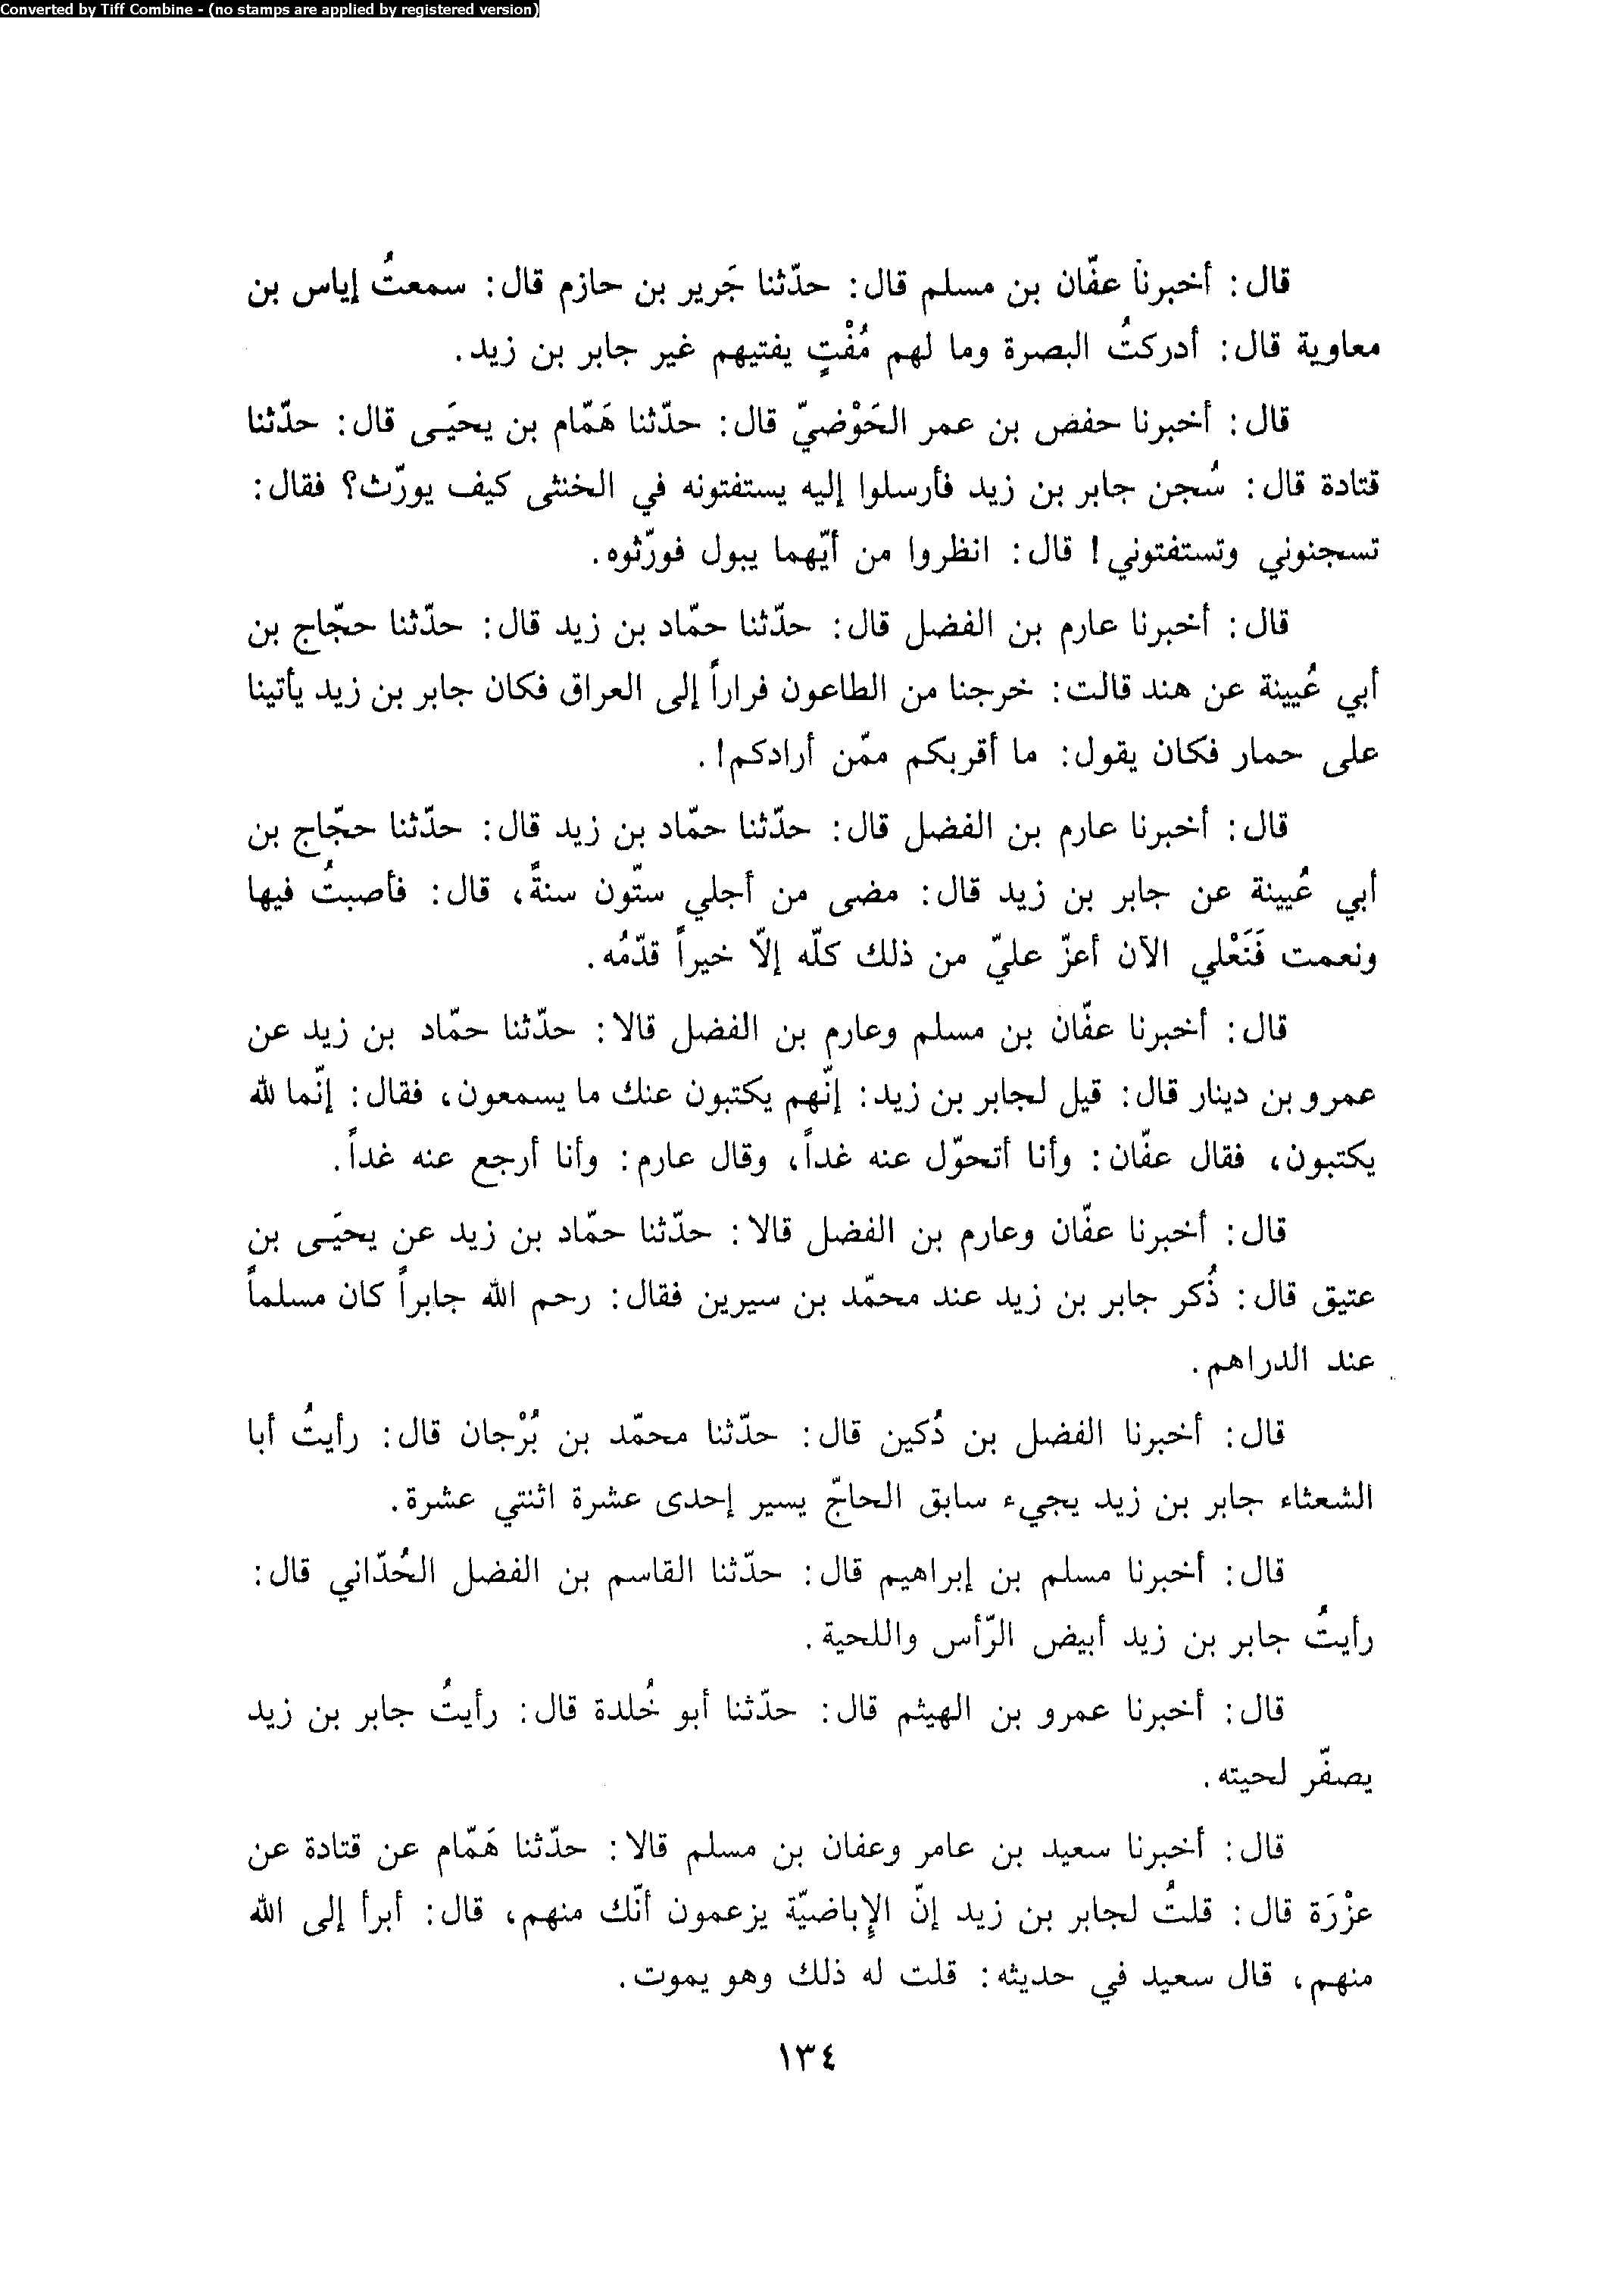 Converted by Tiff Combine - (no stamps are applied by registered version)
قال: أخبرنا عفّان بن مسلم قال: حدّثنا جَرير بن حازم قال: سمعتُ إياس بن
معاوية قال: أدركتُ البصرة وما لهم مُفْتٍ يفتيهم غير جابر بن زيد.
قال: أخبرنا حفص بن عمر الحَوْضيّ قال: حدّثنا هَمّام بن يحيَـى قال: حدّثنا
قتادة قال: سُجن جابر بن زيد فأرسلوا إليه يستفتونه في الخنثى كيف يورّث؟ فقال:
تسجنوني وتستفتوني! قال: انظروا من أيّهما يبول فورّثوه.
قال: أخبرنا عارم بن الفضل قال: حدّثنا حمّاد بن زيد قال: حدّثنا حجّاج بن
أبي عُيينة عن هند قالت: خرجنا من الطاعون فراراً إلى العراق فكان جابر بن زيد يأتينا
على حمار فكان يقول: ما أقربكم ممّن أرادكم!.
قال: أخبرنا عارم بن الفضل قال: حدّثنا حمّاد بن زيد قال: حدّثنا حجّاج بن
أبي عُيينة عن جابر بن زيد قال: مضى من أجلي ستّون سنةً، قال: فأصبتُ فيها
ونعمت فَنَعْلي الآن أعزّ عليّ من ذلك كلّه إلاّ خيراً قدّمُه.
قال: أخبرنا عفّان بن مسلم وعارم بن الفضل قالا: حدّثنا حمّاد بن زيد عن
عمرو بن دينار قال: قيل لجابر بن زيد: إنّهم يكتبون عنك ما يسمعون، فقال: إنّما لله
يكتبون، فقال عفّان: وأنا أتحوّل عنه غداً، وقال عارم: وأنا أرجع عنه غداً.
قال: أخبرنا عفّان وعارم بن الفضل قالا: حدّثنا حمّاد بن زيد عن يحيَـى بن
عتيق قال: ذُكر جابر بن زيد عند محمّد بن سيرين فقال: رحم الله جابراً كان مسلماً
عند الدراهم.
قال: أخبرنا الفضل بن دُكين قال: حدّثنا محمّد بن بُرْجان قال: رأيتُ أبا
الشعثاء جابر بن زيد يجيء سابق الحاجّ يسير إحدى عشرة اثنتي عشرة.
قال: أخبرنا مسلم بن إبراهيم قال: حدّثنا القاسم بن الفضل الحُدّاني قال:
رأيتُ جابر بن زيد أبيض الرّأس واللحية.
قال: أخبرنا عمرو بن الهيثم قال: حدّثنا أبو خُلدة قال: رأيتُ جابر بن زيد
يصفّر لحيته.
قال: أخبرنا سعيد بن عامر وعفان بن مسلم قالا: حدّثنا هَمّام عن قتادة عن
عزْرَة قال: قلتُ لجابر بن زيد إنّ الإباضيّة يزعمون أنّك منهم، قال: أبرأ إلى الله
منهم، قال سعيد في حديثه: قلت له ذلك وهو يموت.
١٣٤